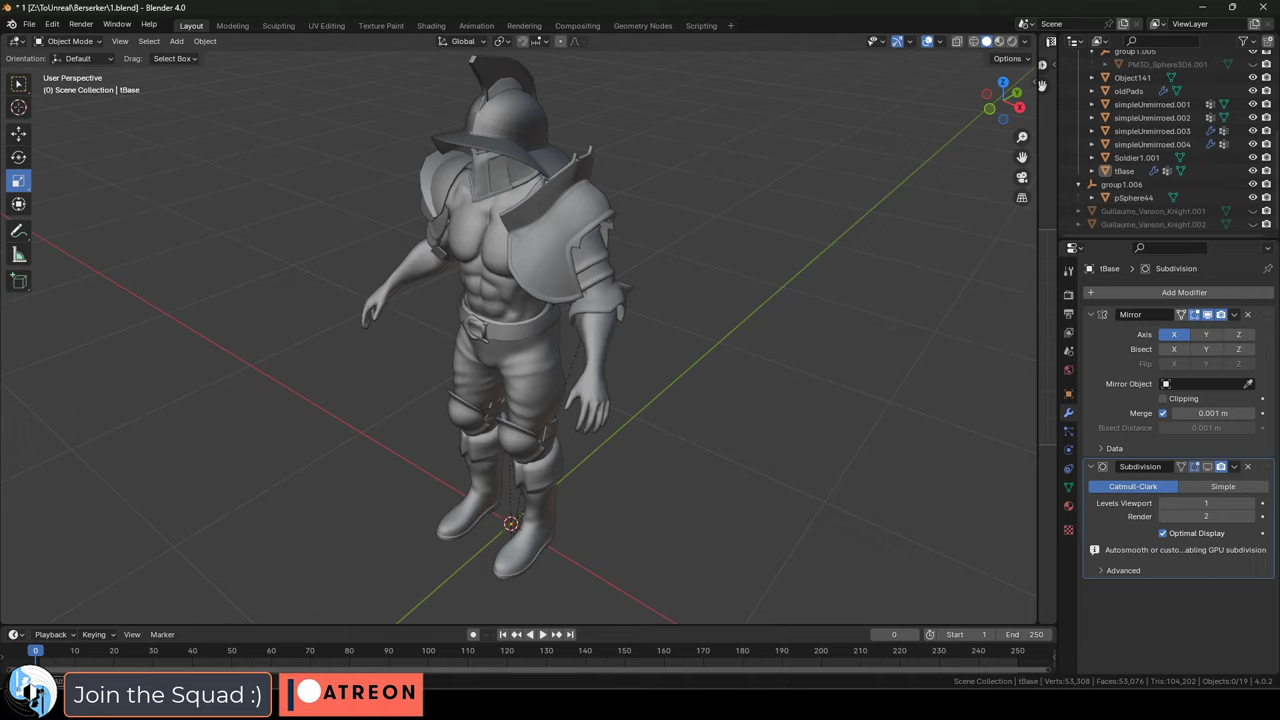 * 1 [Z:\ToUnreal\Berserker\1.blend] - Blender 4.0
File Edit Render Window Help Layout Modeling Sculpting UV Editing Texture Paint Shading Animation Rendering Compositing Geometry Nodes Scripting + Scene ViewLayer
Object Mode View Select Add Object Global
Orientation: Default Drag: Select Box Options
User Perspective
(0) Scene Collection | tBase
Z
Y
X
group1.005
PM3D_Sphere3D6.001
Object141
oldPads
simpleUnmirroed.001
simpleUnmirroed.002
simpleUnmirroed.003
simpleUnmirroed.004
Soldier1.001
tBase
group1.006
pSphere44
Guillaume_Vanson_Knight.001
Guillaume_Vanson_Knight.002
tBase > Subdivision
+ Add Modifier
Mirror
Axis X Y Z
Bisect X Y Z
Flip X Y Z
Mirror Object
Clipping
Merge 0.001 m
Bisect Distance 0.001 m
Data
Subdivision
Catmull-Clark Simple
Levels Viewport 1
Render 2
Optimal Display
Autosmooth or custo...abling GPU subdivision
Advanced
Playback Keying View Marker 0 Start 1 End 250
0 10 20 30 40 50 60 70 80 90 100 110 120 130 140 150 160 170 180 190 200 210 220 230 240 250
Scene Collection | tBase | Verts:53,308 | Faces:53,076 | Tris:104,202 | Objects:0/19 | 4.0.2
Join the Squad :) PATREON